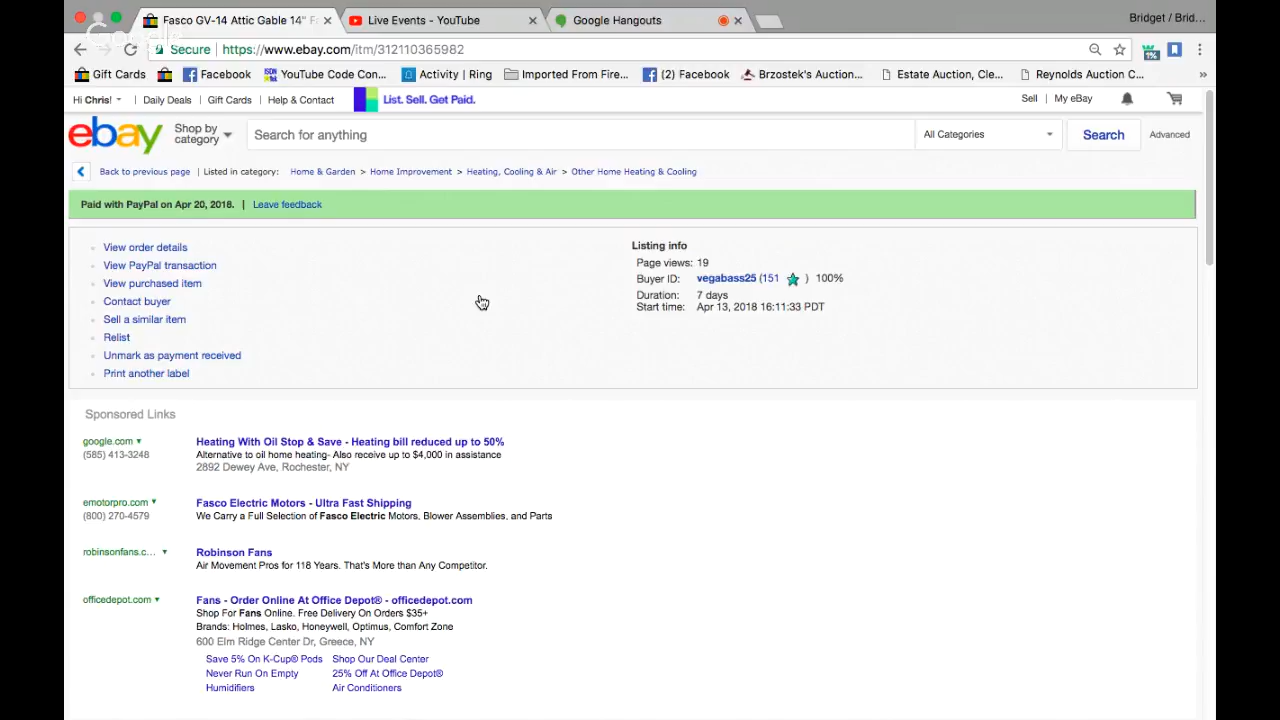 Fasco GV-14 Attic Gable 14" F
Live Events - YouTube
Google Hangouts
Bridget / Brid...
Google
Secure https://www.ebay.com/itm/312110365982
Gift Cards
Facebook
YouTube Code Con...
Activity | Ring
Imported From Fire...
(2) Facebook
Brzostek's Auction...
Estate Auction, Cle...
Reynolds Auction C...
»
Hi Chris! Daily Deals Gift Cards Help & Contact List. Sell. Get Paid. Sell My eBay
ebay Shop by category Search for anything All Categories Search Advanced
Back to previous page | Listed in category: Home & Garden > Home Improvement > Heating, Cooling & Air > Other Home Heating & Cooling
Paid with PayPal on Apr 20, 2018. | Leave feedback
View order details
View PayPal transaction
View purchased item
Contact buyer
Sell a similar item
Relist
Unmark as payment received
Print another label
Listing info
Page views: 19
Buyer ID: vegabass25 (151 ) 100%
Duration: 7 days
Start time: Apr 13, 2018 16:11:33 PDT
Sponsored Links
google.com
(585) 413-3248
Heating With Oil Stop & Save - Heating bill reduced up to 50%
Alternative to oil home heating- Also receive up to $4,000 in assistance
2892 Dewey Ave, Rochester, NY
emotorpro.com
(800) 270-4579
Fasco Electric Motors - Ultra Fast Shipping
We Carry a Full Selection of Fasco Electric Motors, Blower Assemblies, and Parts
robinsonfans.c...
Robinson Fans
Air Movement Pros for 118 Years. That's More than Any Competitor.
officedepot.com
Fans - Order Online At Office Depot® - officedepot.com
Shop For Fans Online. Free Delivery On Orders $35+
Brands: Holmes, Lasko, Honeywell, Optimus, Comfort Zone
600 Elm Ridge Center Dr, Greece, NY
Save 5% On K-Cup® Pods Shop Our Deal Center
Never Run On Empty 25% Off At Office Depot®
Humidifiers Air Conditioners